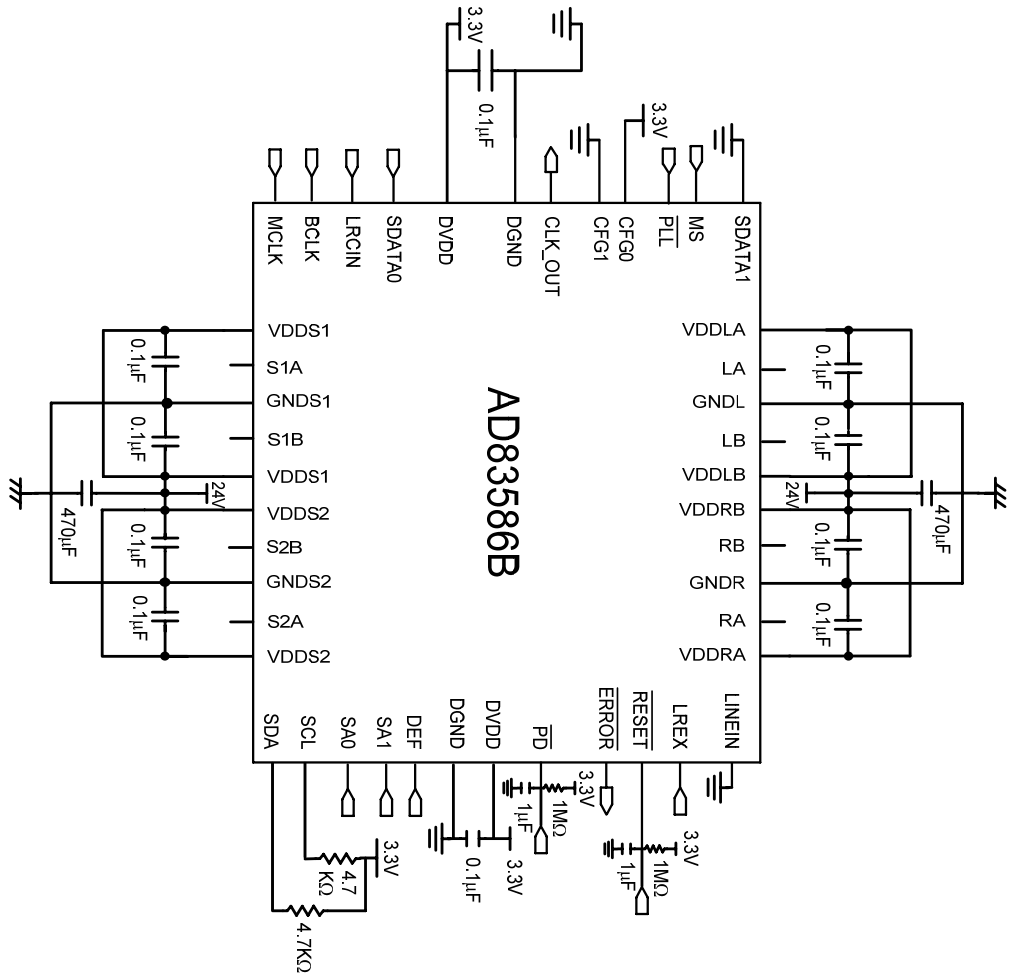 3.3V
0.1µF
3.3V
MCLK
BCLK
LRCIN
SDATA0
DVDD
DGND
CLK_OUT
CFG1
CFG0
PLL
MS
SDATA1
VDDS1
0.1µF
S1A
GNDS1
0.1µF
S1B
VDDS1
24V
470µF
VDDS2
0.1µF
S2B
GNDS2
0.1µF
S2A
VDDS2
AD83586B
VDDLA
0.1µF
LA
GNDL
0.1µF
LB
VDDLB
24V
470µF
VDDRB
0.1µF
RB
GNDR
0.1µF
RA
VDDRA
SDA
SCL
SA0
SA1
DEF
DGND
DVDD
PD
ERROR
RESET
LREX
LINEIN
3.3V
4.7
KΩ
4.7KΩ
0.1µF
3.3V
3.3V
1MΩ
1µF
3.3V
1MΩ
1µF